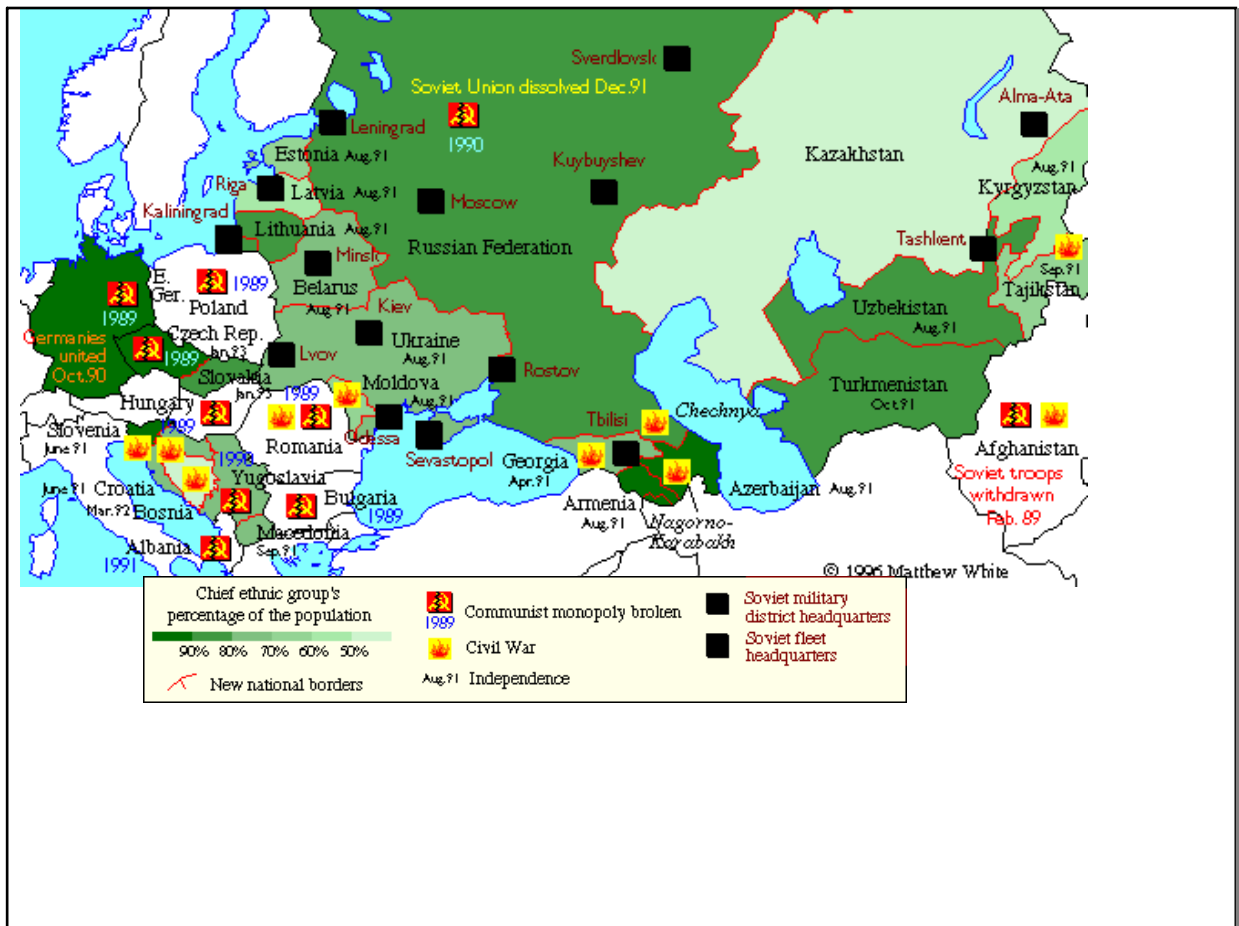 Sverdlovsk
Soviet Union dissolved Dec.91
Alma-Ata
Leningrad
1990
Estonia Aug.91
Kuybuyshev
Kazakhstan
Aug.91
Kyrgyzstan
Riga
Latvia Aug.91
Moscow
Kaliningrad
Lithuania Aug.91
Russian Federation
Tashkent
Minsk
Sep.91
Tajikistan
E.
Ger.
1989
Poland
Belarus
Aug.91
Kiev
Uzbekistan
Aug.91
1989
Czech Rep.
Jan.93
Ukraine
Aug.91
Germanies
united
Oct.90
1989
Lvov
Rostov
Slovakia
Jan.93
1989
Moldova
Aug.91
Turkmenistan
Oct.91
Hungary
1989
Chechnya
Tbilisi
Slovenia
June 91
Romania
Odessa
Afghanistan
1990
Sevastopol
Georgia
Apr.91
Soviet troops
withdrawn
Feb. 89
Yugoslavia
June 91
Croatia
Mar.92
Bosnia
Bulgaria
1989
Armenia
Aug.91
Azerbaijan Aug.91
Nagorno-
Karabakh
Macedonia
Sep.91
Albania
1991
© 1996 Matthew White
Chief ethnic group's
percentage of the population
90% 80% 70% 60% 50%
New national borders
1989 Communist monopoly broken
Civil War
Aug.91 Independence
Soviet military
district headquarters
Soviet fleet
headquarters